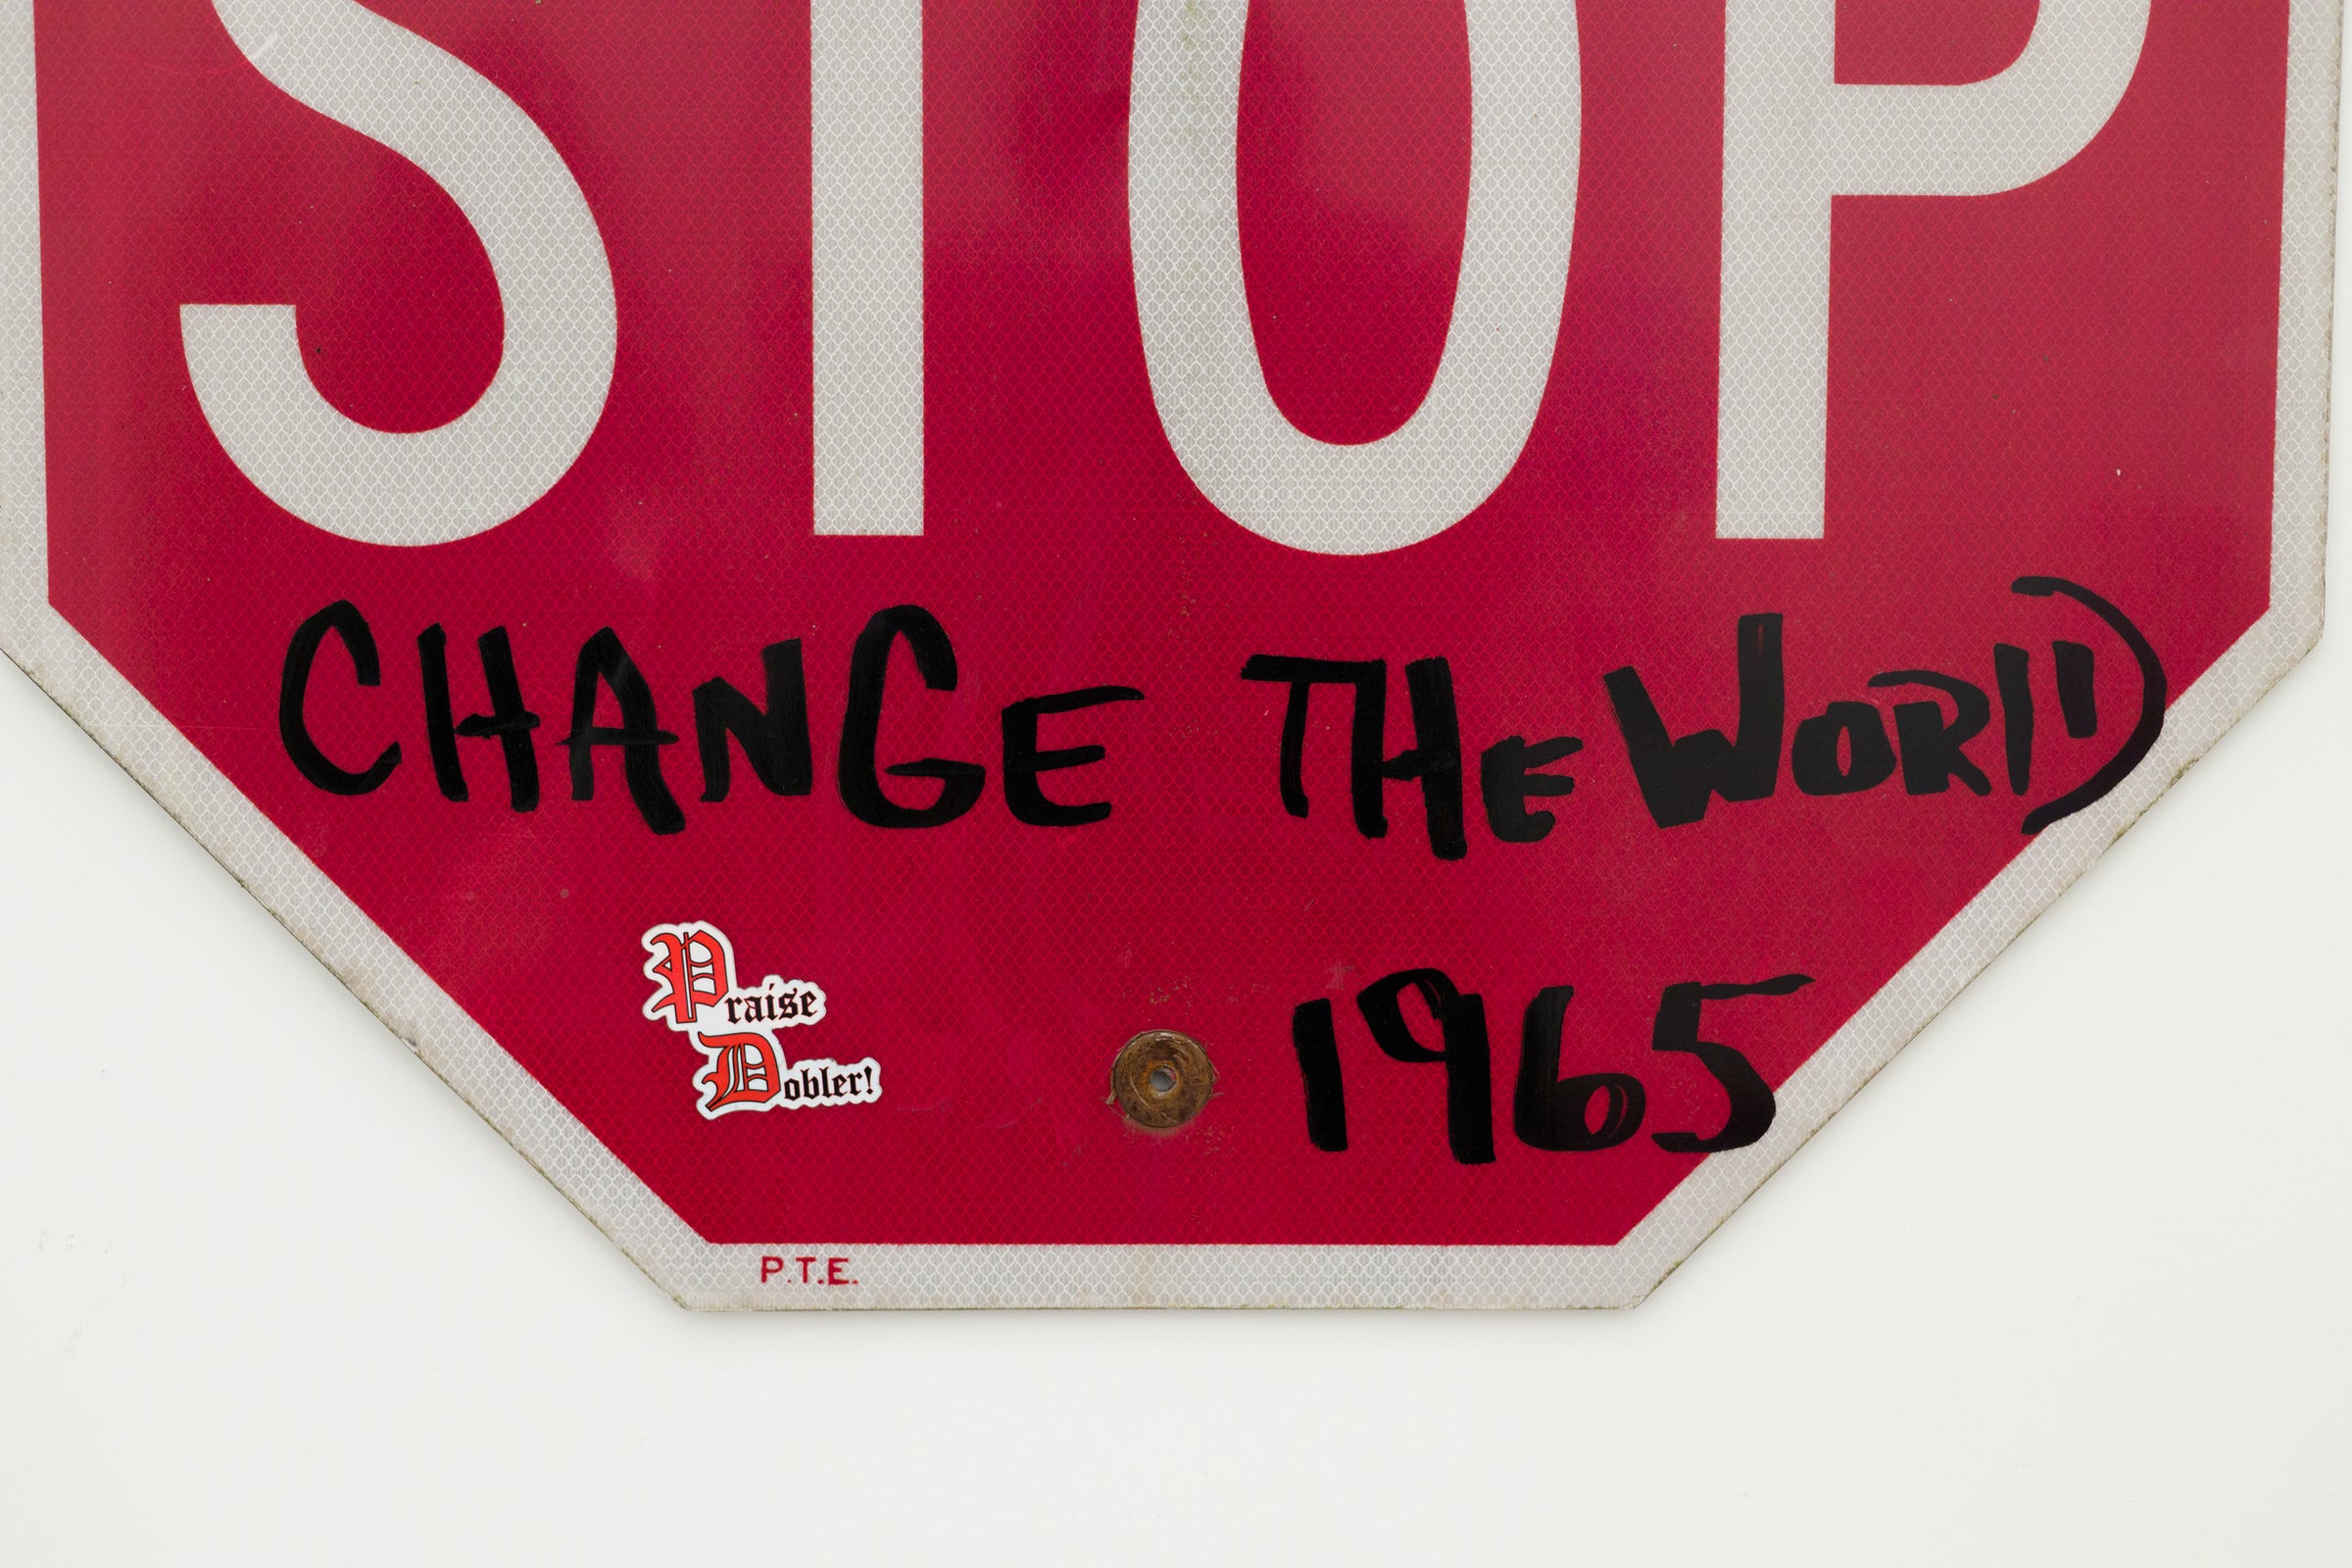 STOP
CHANGE THE WORlD
Praise
Dobler!
1965
P.T.E.